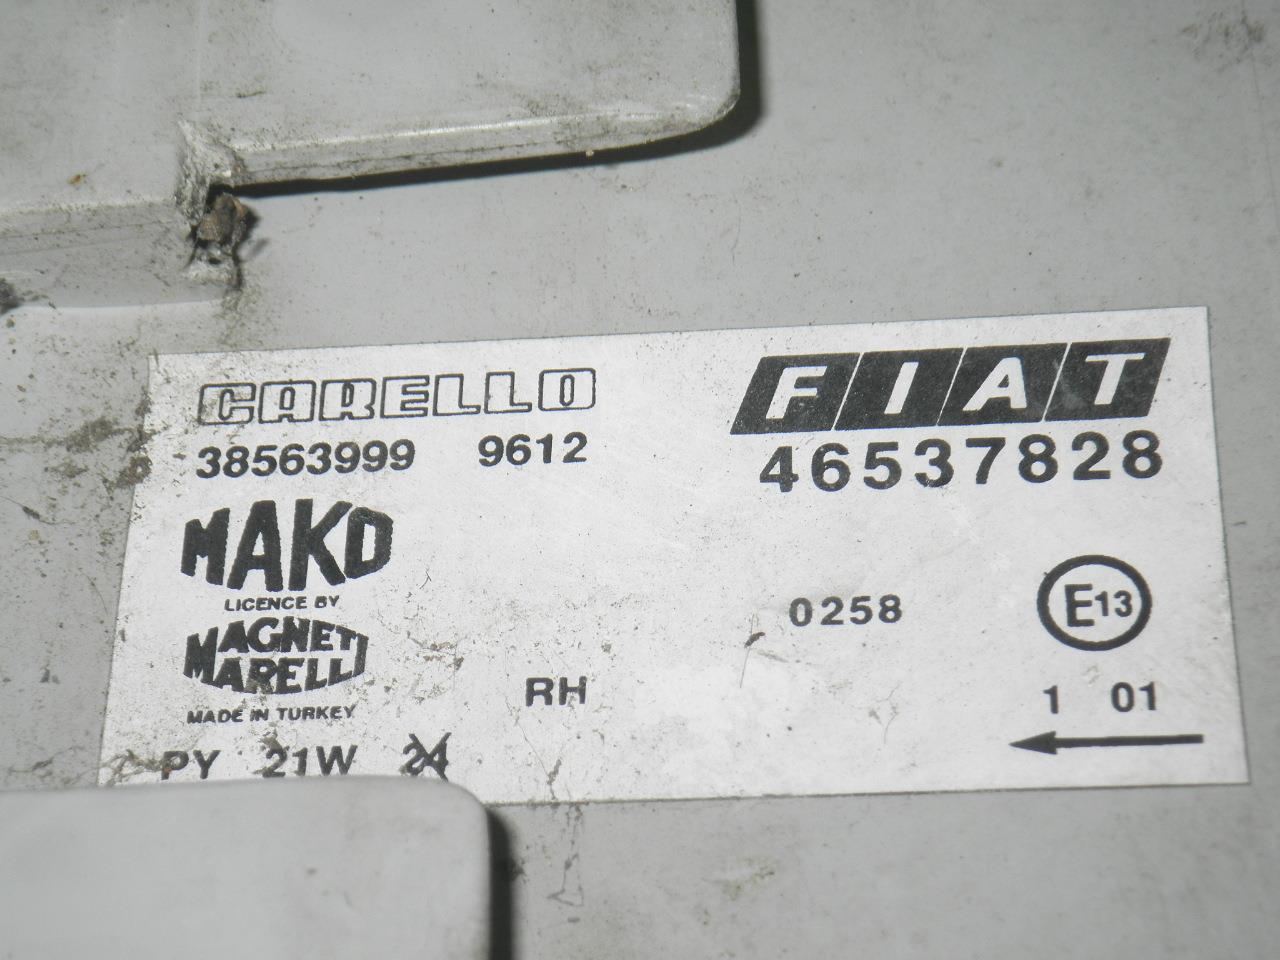 CARELLO
38563999 9612
FIAT
46537828
MAKO
LICENCE BY
MAGNETI
MARELLI
MADE IN TURKEY
0258
E13
RH
1 01
PY 21W 24